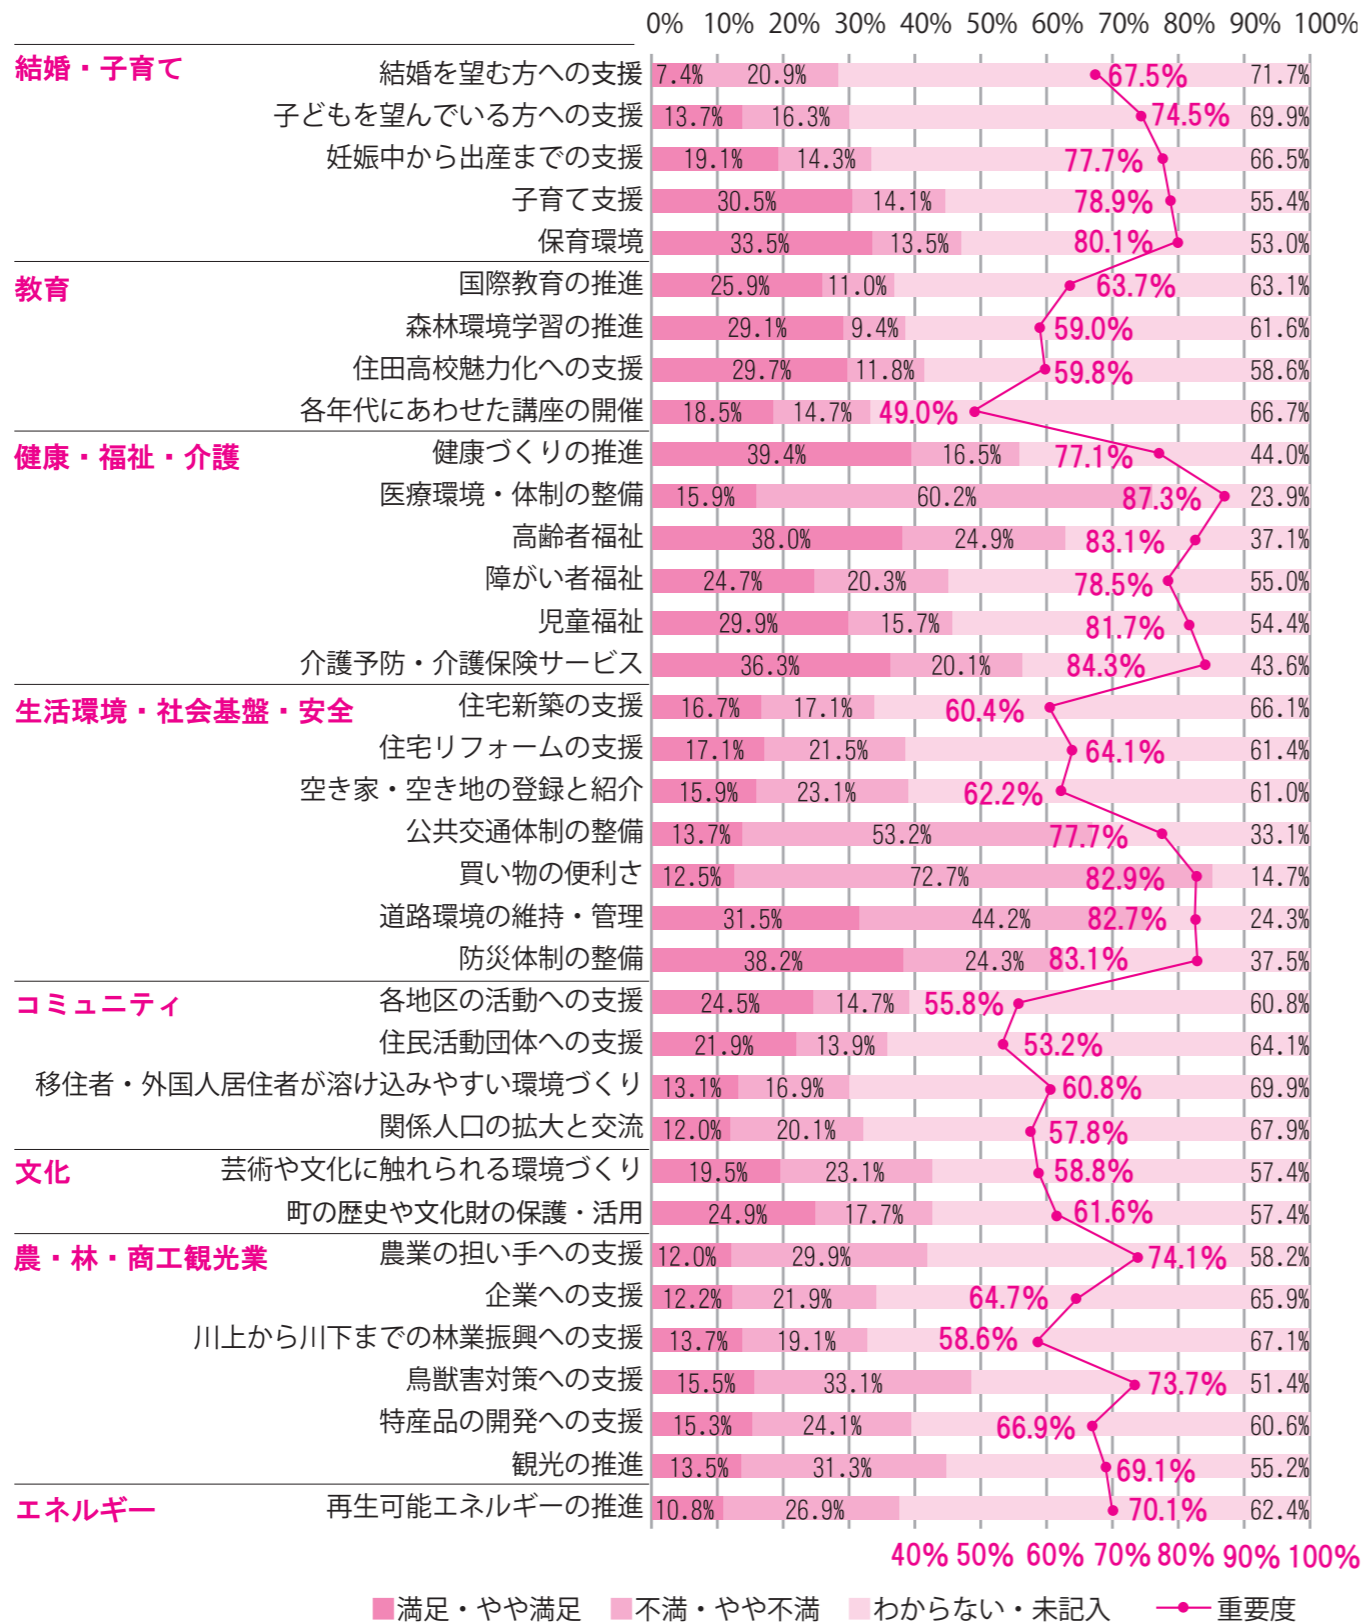 0% 10% 20% 30% 40% 50% 60% 70% 80% 90% 100%
結婚・子育て 結婚を望む方への支援 7.4% 20.9% 67.5% 71.7%
子どもを望んでいる方への支援 13.7% 16.3% 74.5% 69.9%
妊娠中から出産までの支援 19.1% 14.3% 77.7% 66.5%
子育て支援 30.5% 14.1% 78.9% 55.4%
保育環境 33.5% 13.5% 80.1% 53.0%
教育 国際教育の推進 25.9% 11.0% 63.7% 63.1%
森林環境学習の推進 29.1% 9.4% 59.0% 61.6%
住田高校魅力化への支援 29.7% 11.8% 59.8% 58.6%
各年代にあわせた講座の開催 18.5% 14.7% 49.0% 66.7%
健康・福祉・介護 健康づくりの推進 39.4% 16.5% 77.1% 44.0%
医療環境・体制の整備 15.9% 60.2% 87.3% 23.9%
高齢者福祉 38.0% 24.9% 83.1% 37.1%
障がい者福祉 24.7% 20.3% 78.5% 55.0%
児童福祉 29.9% 15.7% 81.7% 54.4%
介護予防・介護保険サービス 36.3% 20.1% 84.3% 43.6%
生活環境・社会基盤・安全 住宅新築の支援 16.7% 17.1% 60.4% 66.1%
住宅リフォームの支援 17.1% 21.5% 64.1% 61.4%
空き家・空き地の登録と紹介 15.9% 23.1% 62.2% 61.0%
公共交通体制の整備 13.7% 53.2% 77.7% 33.1%
買い物の便利さ 12.5% 72.7% 82.9% 14.7%
道路環境の維持・管理 31.5% 44.2% 82.7% 24.3%
防災体制の整備 38.2% 24.3% 83.1% 37.5%
コミュニティ 各地区の活動への支援 24.5% 14.7% 55.8% 60.8%
住民活動団体への支援 21.9% 13.9% 53.2% 64.1%
移住者・外国人居住者が溶け込みやすい環境づくり 13.1% 16.9% 60.8% 69.9%
関係人口の拡大と交流 12.0% 20.1% 57.8% 67.9%
文化 芸術や文化に触れられる環境づくり 19.5% 23.1% 58.8% 57.4%
町の歴史や文化財の保護・活用 24.9% 17.7% 61.6% 57.4%
農・林・商工観光業 農業の担い手への支援 12.0% 29.9% 74.1% 58.2%
企業への支援 12.2% 21.9% 64.7% 65.9%
川上から川下までの林業振興への支援 13.7% 19.1% 58.6% 67.1%
鳥獣害対策への支援 15.5% 33.1% 73.7% 51.4%
特産品の開発への支援 15.3% 24.1% 66.9% 60.6%
観光の推進 13.5% 31.3% 69.1% 55.2%
エネルギー 再生可能エネルギーの推進 10.8% 26.9% 70.1% 62.4%
40% 50% 60% 70% 80% 90% 100%
満足・やや満足 不満・やや不満 わからない・未記入 重要度